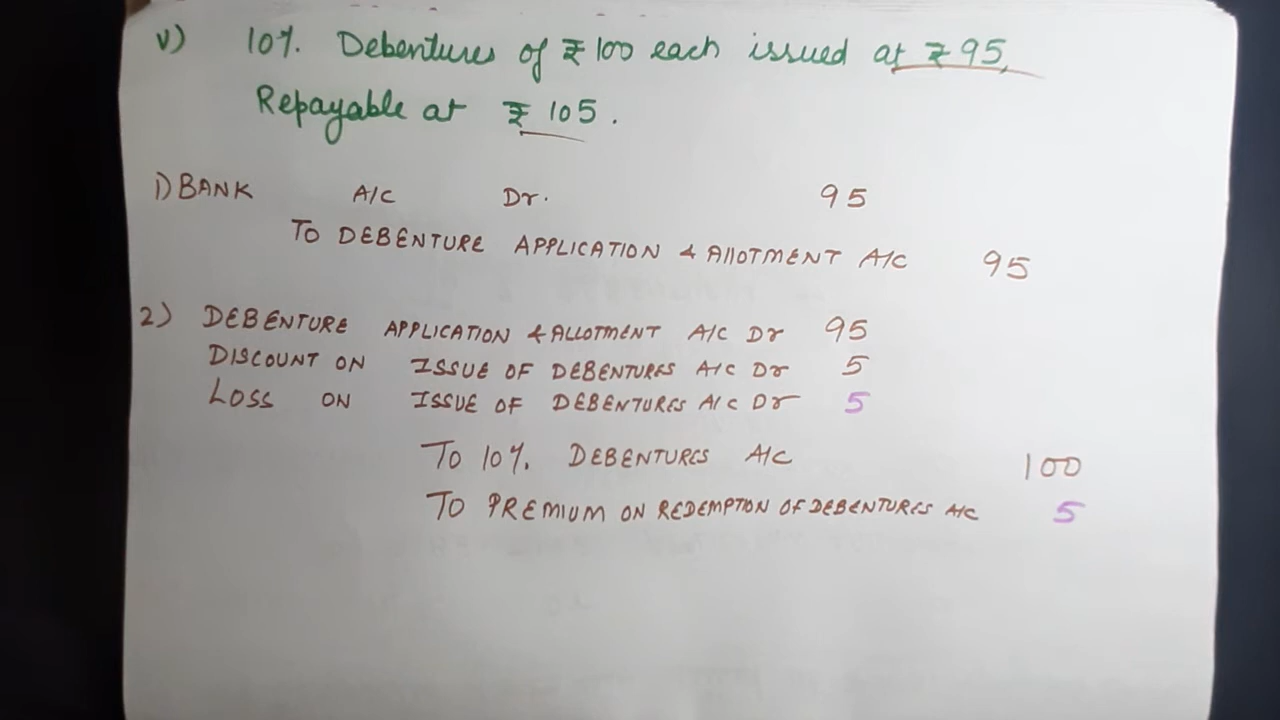 v) 10%. Debentures of ₹100 each issued at ₹95,
Repayable at ₹105.
1) BANK A/C Dr. 95
TO DEBENTURE APPLICATION & AllOTMENT A/C 95
2) DEBENTURE APPLICATION & ALLOTMENT A/C Dr 95
DISCOUNT ON ISSUE OF DEBENTURES A/C Dr 5
LOSS ON ISSUE OF DEBENTURES A/C Dr 5
To 10%. DEBENTURES A/C 100
TO PREMIUM ON REDEMPTION OF DEBENTURES A/C 5